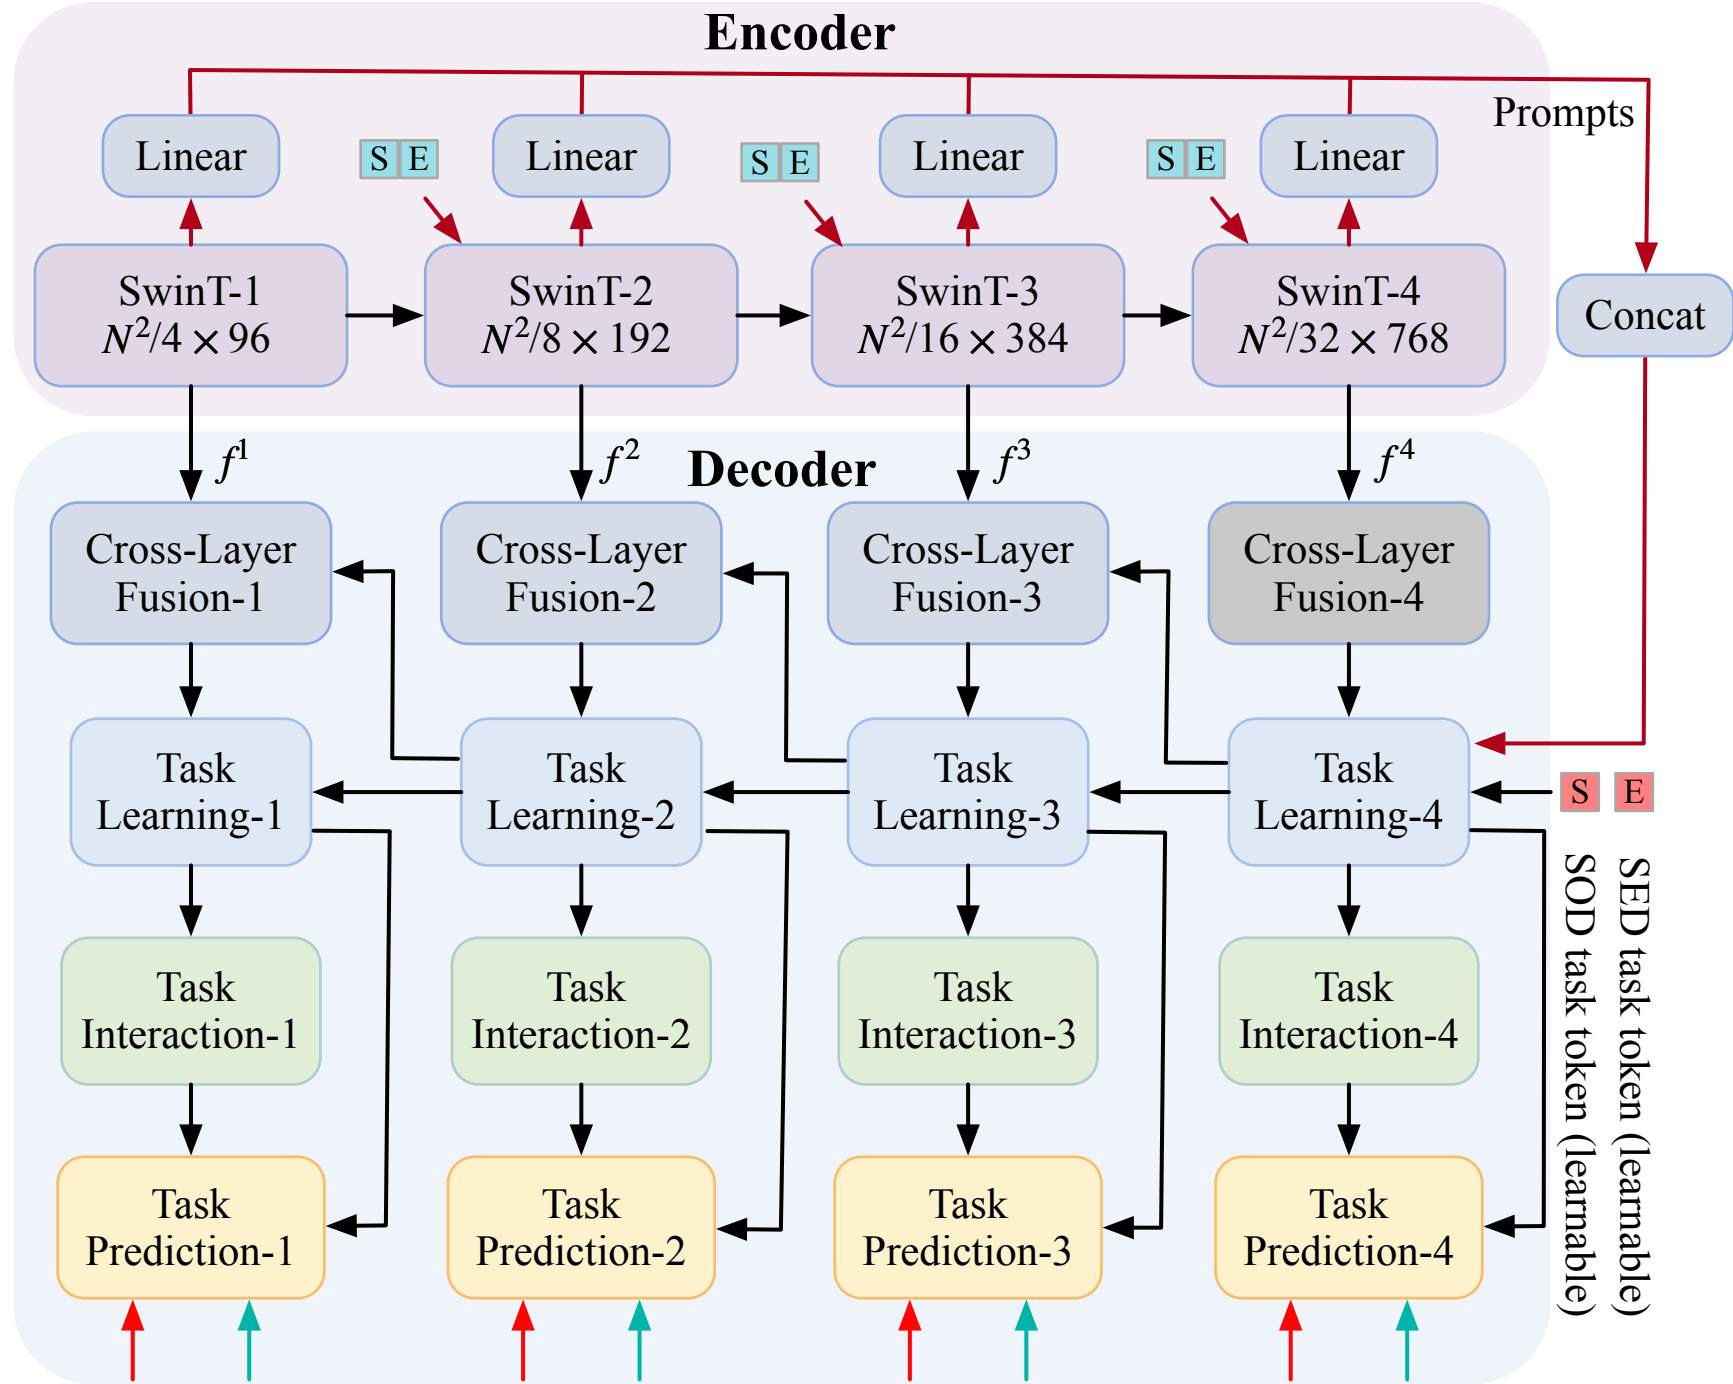 Encoder
Prompts
Linear
S E
Linear
S E
Linear
S E
Linear
SwinT-1
N²/4 × 96
SwinT-2
N²/8 × 192
SwinT-3
N²/16 × 384
SwinT-4
N²/32 × 768
Concat
f¹
f²
f³
f⁴
Decoder
Cross-Layer
Fusion-1
Cross-Layer
Fusion-2
Cross-Layer
Fusion-3
Cross-Layer
Fusion-4
Task
Learning-1
Task
Learning-2
Task
Learning-3
Task
Learning-4
S E
SOD task token (learnable)
SED task token (learnable)
Task
Interaction-1
Task
Interaction-2
Task
Interaction-3
Task
Interaction-4
Task
Prediction-1
Task
Prediction-2
Task
Prediction-3
Task
Prediction-4